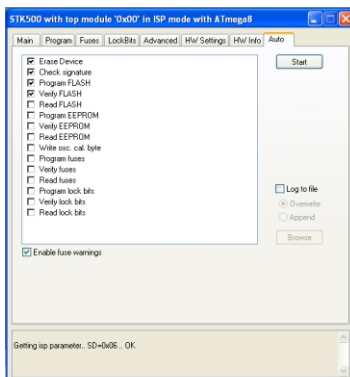 STK500 with top module '0x00' in ISP mode with ATmega8
Main Program Fuses LockBits Advanced HW Settings HW Info Auto
Erase Device
Check signature
Program FLASH
Verify FLASH
Read FLASH
Program EEPROM
Verify EEPROM
Read EEPROM
Write osc. cal. byte
Program fuses
Verify fuses
Read fuses
Program lock bits
Verify lock bits
Read lock bits
Enable fuse warnings
Start
Log to file
Overwrite
Append
Browse
Getting isp parameter.. SD=0x06 .. OK